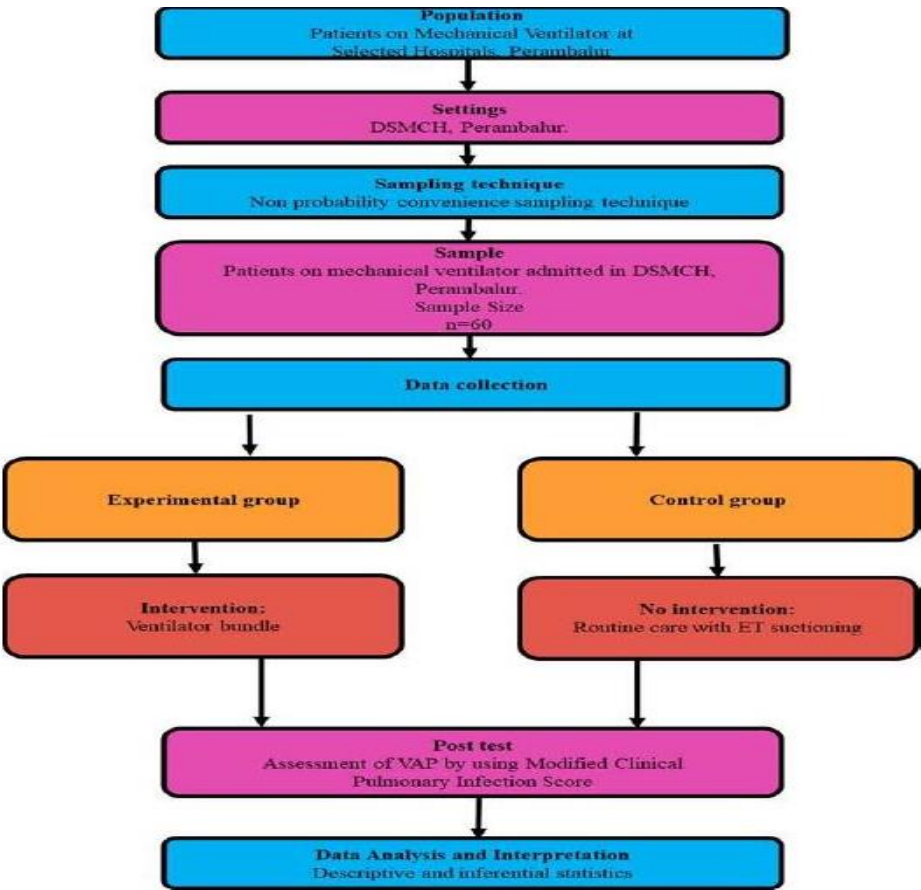 Population
Patients on Mechanical Ventilator at
Selected Hospitals, Perambalur
Settings
DSMCH, Perambalur.
Sampling technique
Non probability convenience sampling technique
Sample
Patients on mechanical ventilator admitted in DSMCH,
Perambalur.
Sample Size
n=60
Data collection
Experimental group
Control group
Intervention:
Ventilator bundle
No intervention:
Routine care with ET suctioning
Post test
Assessment of VAP by using Modified Clinical
Pulmonary Infection Score
Data Analysis and Interpretation
Descriptive and inferential statistics